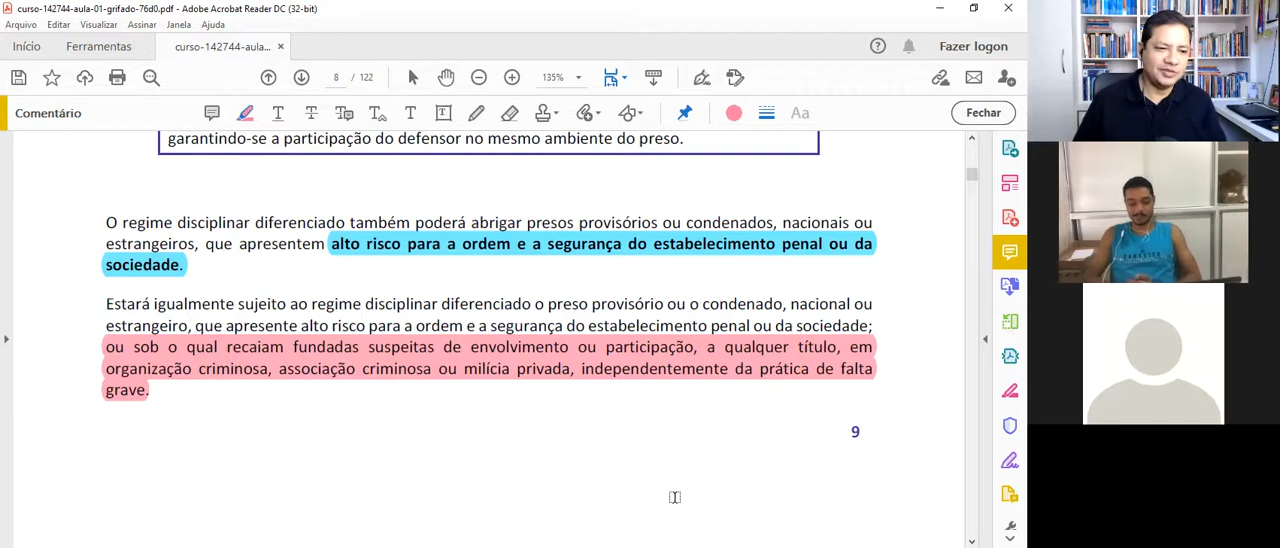 curso-142744-aula-01-grifado-76d0.pdf - Adobe Acrobat Reader DC (32-bit)
Arquivo Editar Visualizar Assinar Janela Ajuda
Início Ferramentas curso-142744-aula... × Fazer logon
8 / 122 135%
Comentário Aa Fechar
garantindo-se a participação do defensor no mesmo ambiente do preso.
O regime disciplinar diferenciado também poderá abrigar presos provisórios ou condenados, nacionais ou
estrangeiros, que apresentem alto risco para a ordem e a segurança do estabelecimento penal ou da
sociedade.
Estará igualmente sujeito ao regime disciplinar diferenciado o preso provisório ou o condenado, nacional ou
estrangeiro, que apresente alto risco para a ordem e a segurança do estabelecimento penal ou da sociedade;
ou sob o qual recaiam fundadas suspeitas de envolvimento ou participação, a qualquer título, em
organização criminosa, associação criminosa ou milícia privada, independentemente da prática de falta
grave.
9